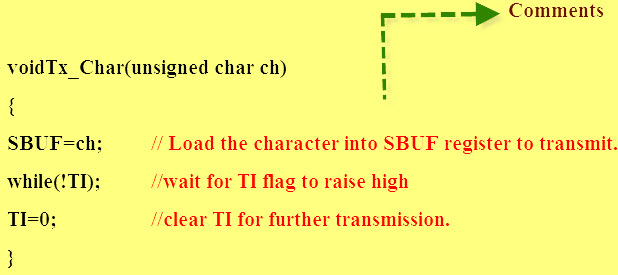 Comments
voidTx_Char(unsigned char ch)
{
SBUF=ch; // Load the character into SBUF register to transmit.
while(!TI); //wait for TI flag to raise high
TI=0; //clear TI for further transmission.
}